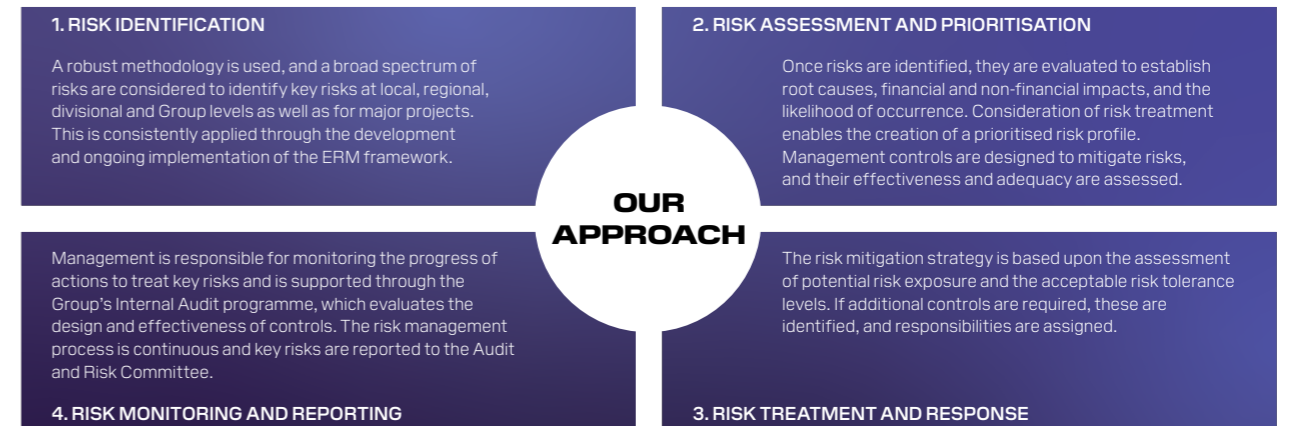 1. RISK IDENTIFICATION
A robust methodology is used, and a broad spectrum of
risks are considered to identify key risks at local, regional,
divisional and Group levels as well as for major projects.
This is consistently applied through the development
and ongoing implementation of the ERM framework.
2. RISK ASSESSMENT AND PRIORITISATION
Once risks are identified, they are evaluated to establish
root causes, financial and non-financial impacts, and the
likelihood of occurrence. Consideration of risk treatment
enables the creation of a prioritised risk profile.
Management controls are designed to mitigate risks,
and their effectiveness and adequacy are assessed.
OUR
APPROACH
The risk mitigation strategy is based upon the assessment
of potential risk exposure and the acceptable risk tolerance
levels. If additional controls are required, these are
identified, and responsibilities are assigned.
3. RISK TREATMENT AND RESPONSE
Management is responsible for monitoring the progress of
actions to treat key risks and is supported through the
Group's Internal Audit programme, which evaluates the
design and effectiveness of controls. The risk management
process is continuous and key risks are reported to the Audit
and Risk Committee.
4. RISK MONITORING AND REPORTING